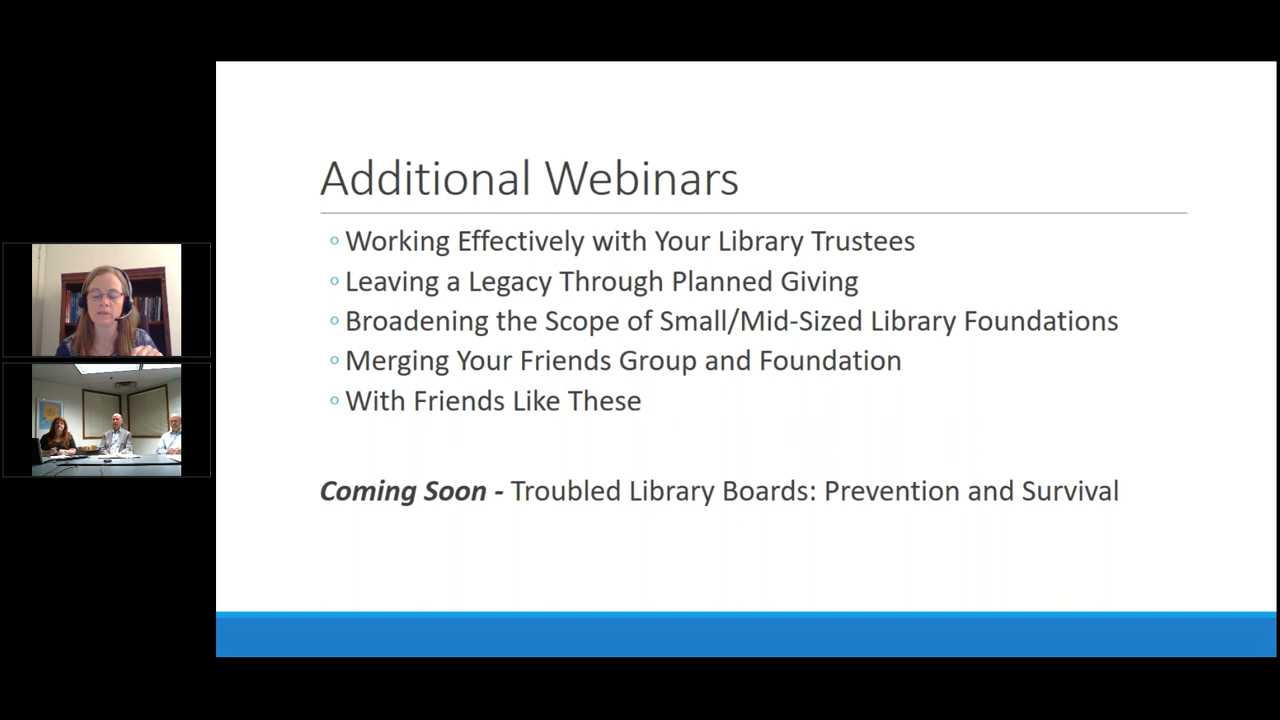 Additional Webinars
◦ Working Effectively with Your Library Trustees
◦ Leaving a Legacy Through Planned Giving
◦ Broadening the Scope of Small/Mid-Sized Library Foundations
◦ Merging Your Friends Group and Foundation
◦ With Friends Like These
Coming Soon - Troubled Library Boards: Prevention and Survival